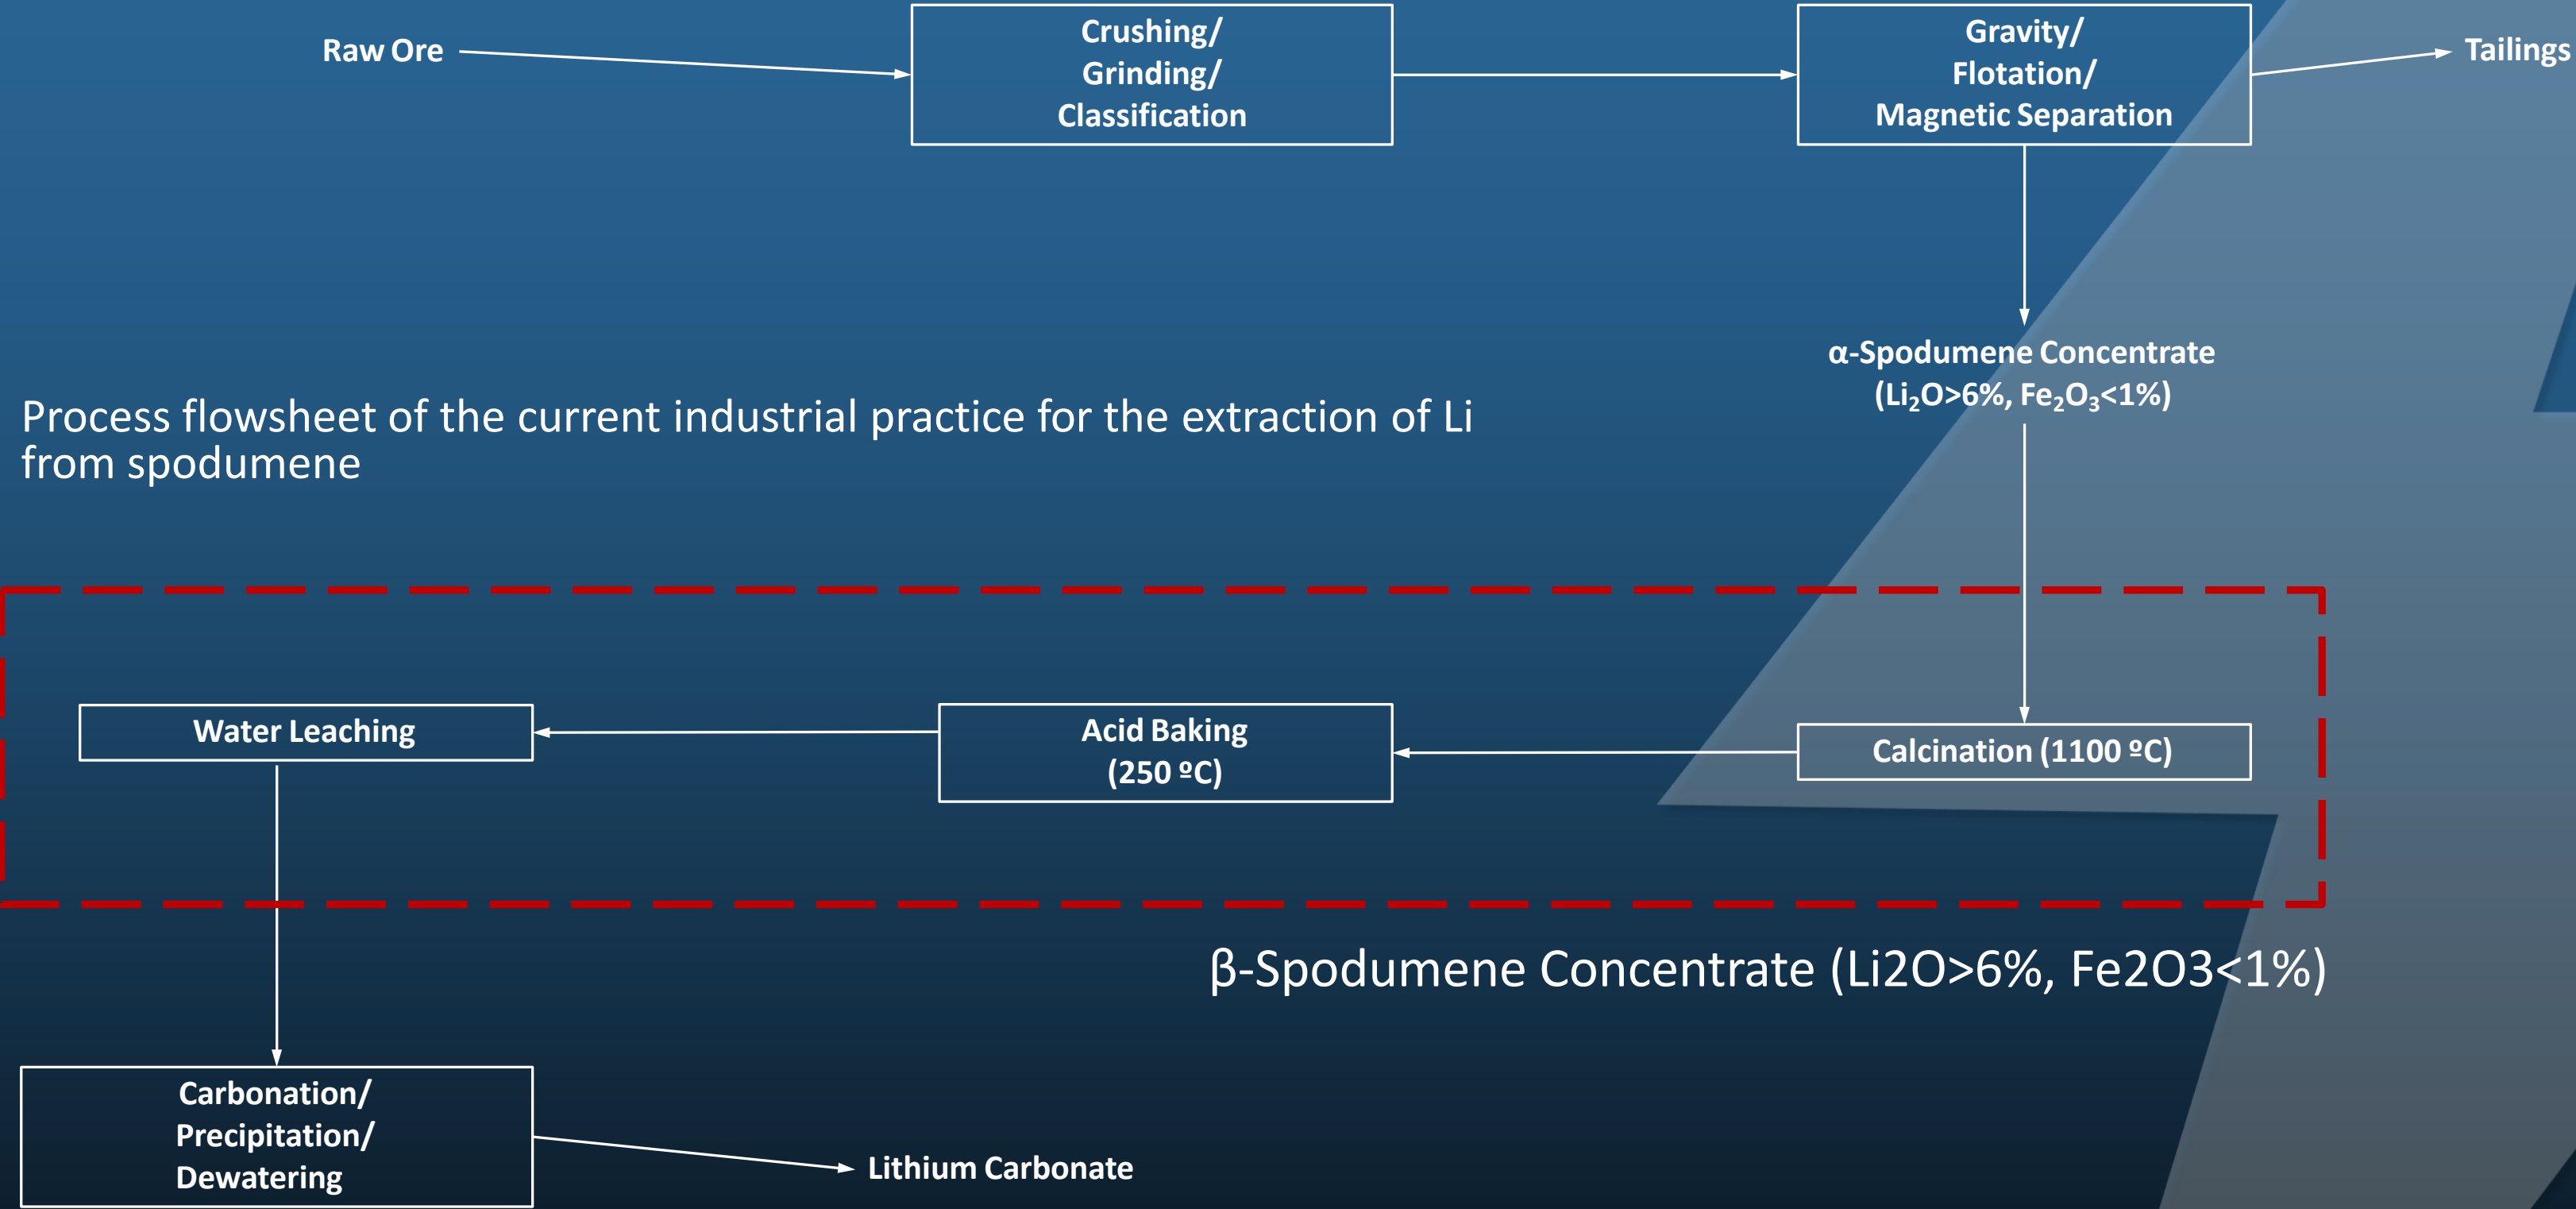 Raw Ore
Crushing/
Grinding/
Classification
Gravity/
Flotation/
Magnetic Separation
Tailings
α-Spodumene Concentrate
(Li₂O>6%, Fe₂O₃<1%)
Process flowsheet of the current industrial practice for the extraction of Li
from spodumene
Water Leaching
Acid Baking
(250 ºC)
Calcination (1100 ºC)
β-Spodumene Concentrate (Li2O>6%, Fe2O3<1%)
Carbonation/
Precipitation/
Dewatering
Lithium Carbonate